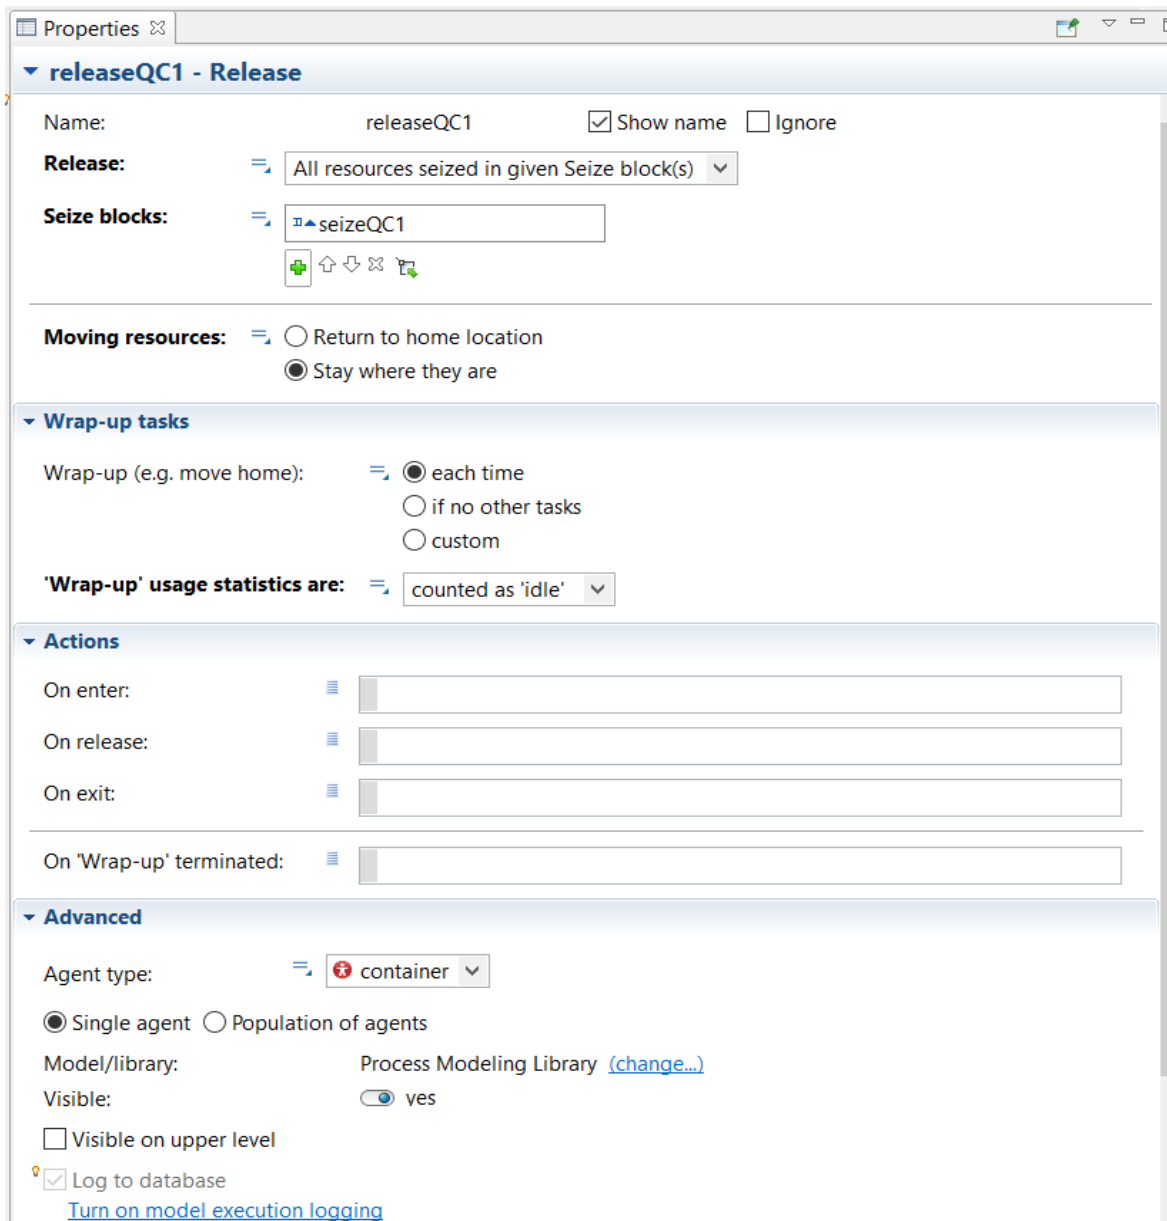 Properties
releaseQC1 - Release
Name: releaseQC1 Show name Ignore
Release: All resources seized in given Seize block(s)
Seize blocks: seizeQC1
Moving resources: Return to home location
Stay where they are
Wrap-up tasks
Wrap-up (e.g. move home): each time
if no other tasks
custom
'Wrap-up' usage statistics are: counted as 'idle'
Actions
On enter:
On release:
On exit:
On 'Wrap-up' terminated:
Advanced
Agent type: container
Single agent Population of agents
Model/library: Process Modeling Library (change...)
Visible: yes
Visible on upper level
Log to database
Turn on model execution logging